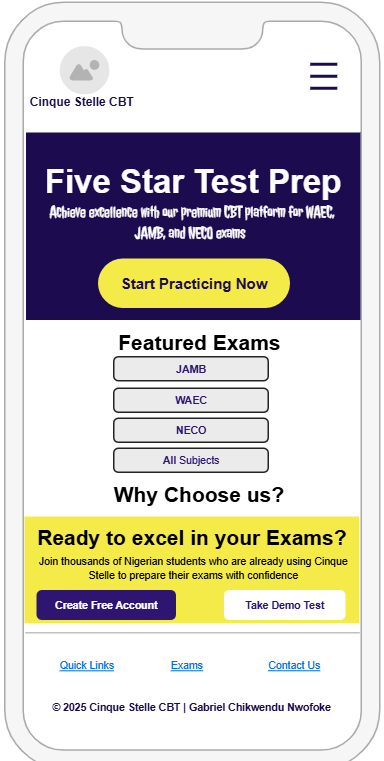 Cinque Stelle CBT
Five Star Test Prep
Achieve excellence with our premium CBT platform for WAEC,
JAMB, and NECO exams
Start Practicing Now
Featured Exams
JAMB
WAEC
NECO
All Subjects
Why Choose us?
Ready to excel in your Exams?
Join thousands of Nigerian students who are already using Cinque
Stelle to prepare their exams with confidence
Create Free Account
Take Demo Test
Quick Links
Exams
Contact Us
© 2025 Cinque Stelle CBT | Gabriel Chikwendu Nwofoke